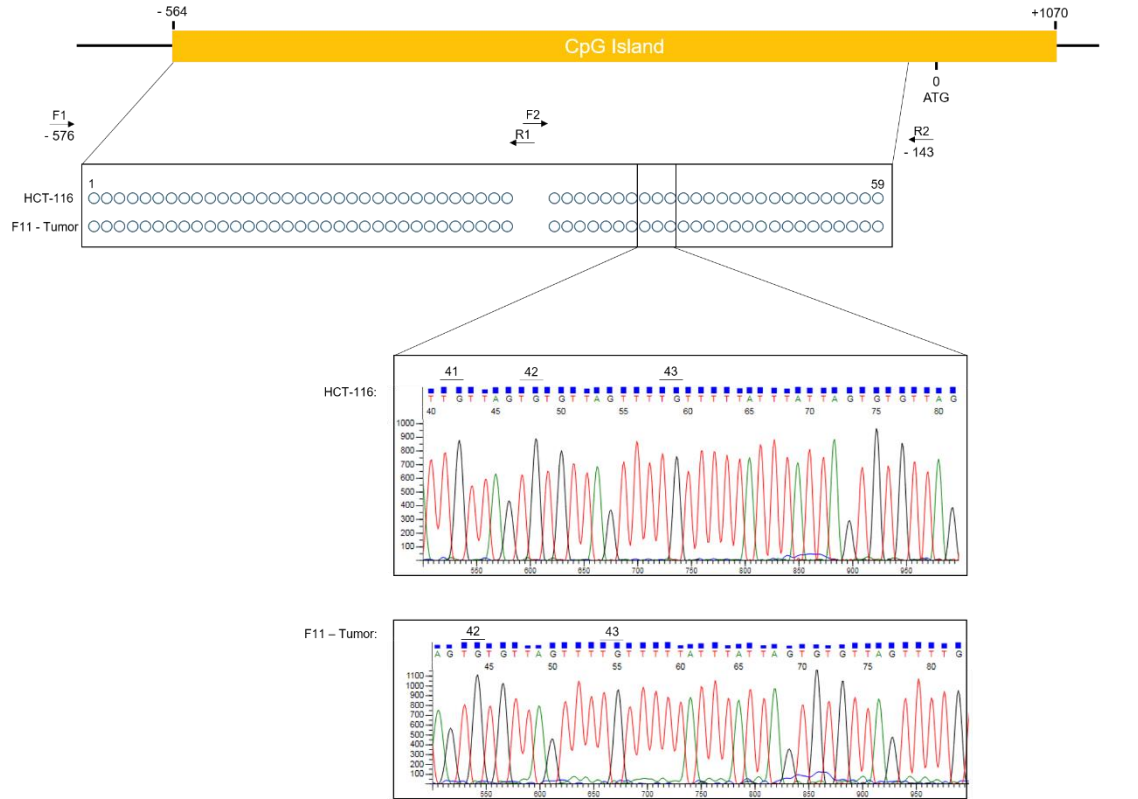 - 564
+1070
CpG Island
0
ATG
F1
- 576
F2
R1
R2
- 143
1
59
HCT-116
F11 - Tumor
HCT-116:
41 42 43
T T G T T A G T G T G T T A G T T T T G T T T T T A T T T A T T A G T G T G T T A G
40 45 50 55 60 65 70 75 80
1000
900
800
700
600
500
400
300
200
100
550 600 650 700 750 800 850 900 950
F11 – Tumor:
42 43
A G T G T G T T A G T T T T G T T T T T A T T T A T T A G T G T G T T A G T T T T G
45 50 55 60 65 70 75 80
1100
1000
900
800
700
600
500
400
300
200
100
550 600 650 700 750 800 850 900 950